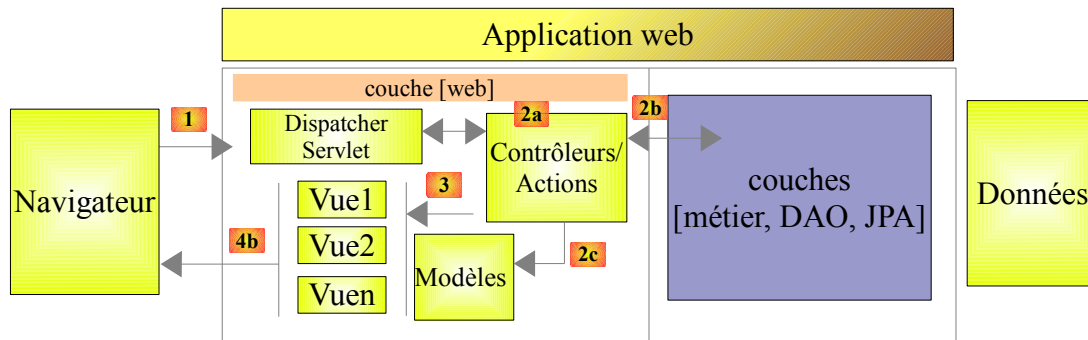 Application web
couche [web]
1
2a
2b
Dispatcher
Servlet
Contrôleurs/
Actions
Navigateur
couches
[métier, DAO, JPA]
Données
Vue1
3
Vue2
4b
2c
Modèles
Vuen